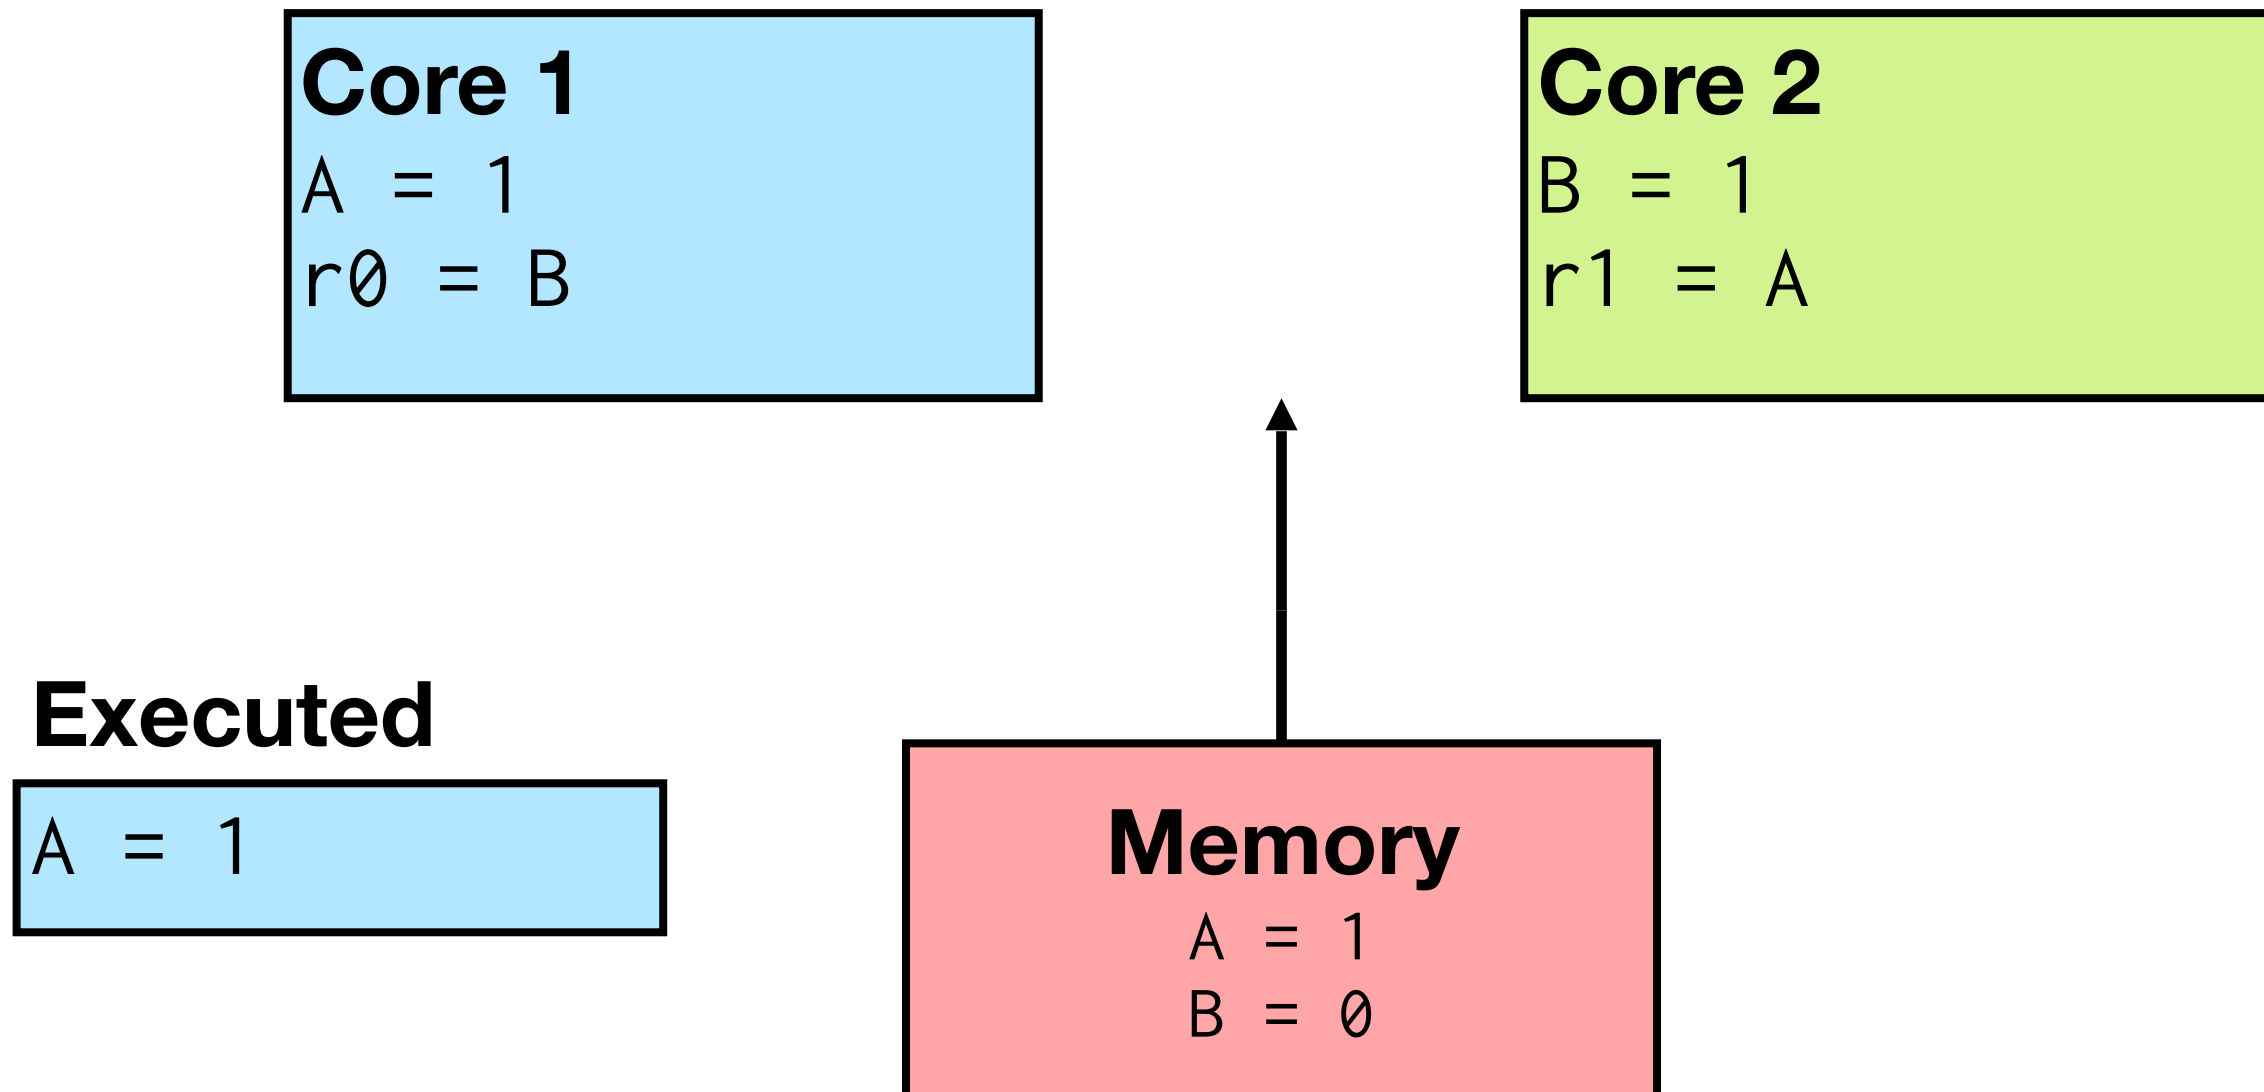 Core 1
A = 1
r0 = B
Core 2
B = 1
r1 = A
Executed
A = 1
Memory
A = 1
B = 0